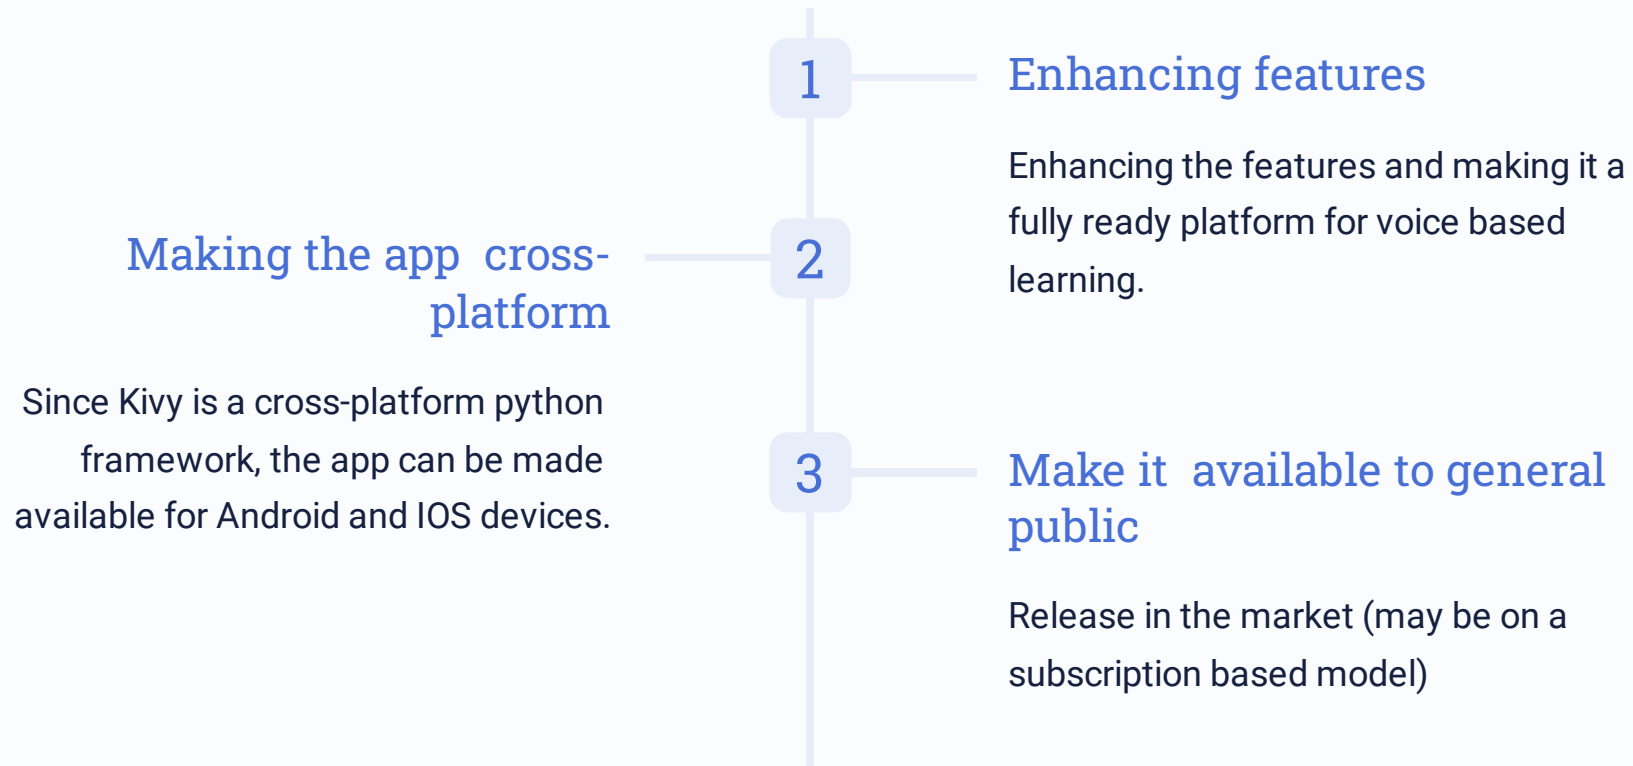 1
Enhancing features
Enhancing the features and making it a
fully ready platform for voice based
learning.
2
Making the app  cross-
platform
Since Kivy is a cross-platform python
framework, the app can be made
available for Android and IOS devices.
3
Make it  available to general
public
Release in the market (may be on a
subscription based model)